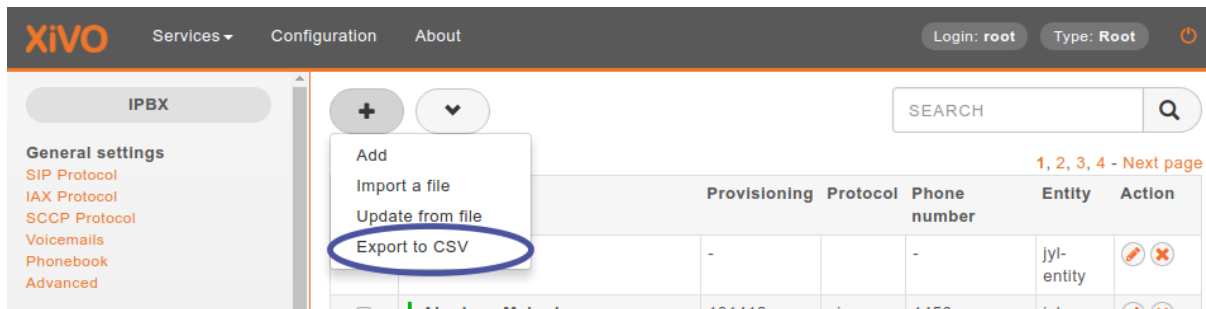 XiVO Services Configuration About Login: root Type: Root
IPBX
General settings
SIP Protocol
IAX Protocol
SCCP Protocol
Voicemails
Phonebook
Advanced
SEARCH
Add
Import a file
Update from file
Export to CSV
1, 2, 3, 4 - Next page
Provisioning Protocol Phone number Entity Action
- - jyl-entity